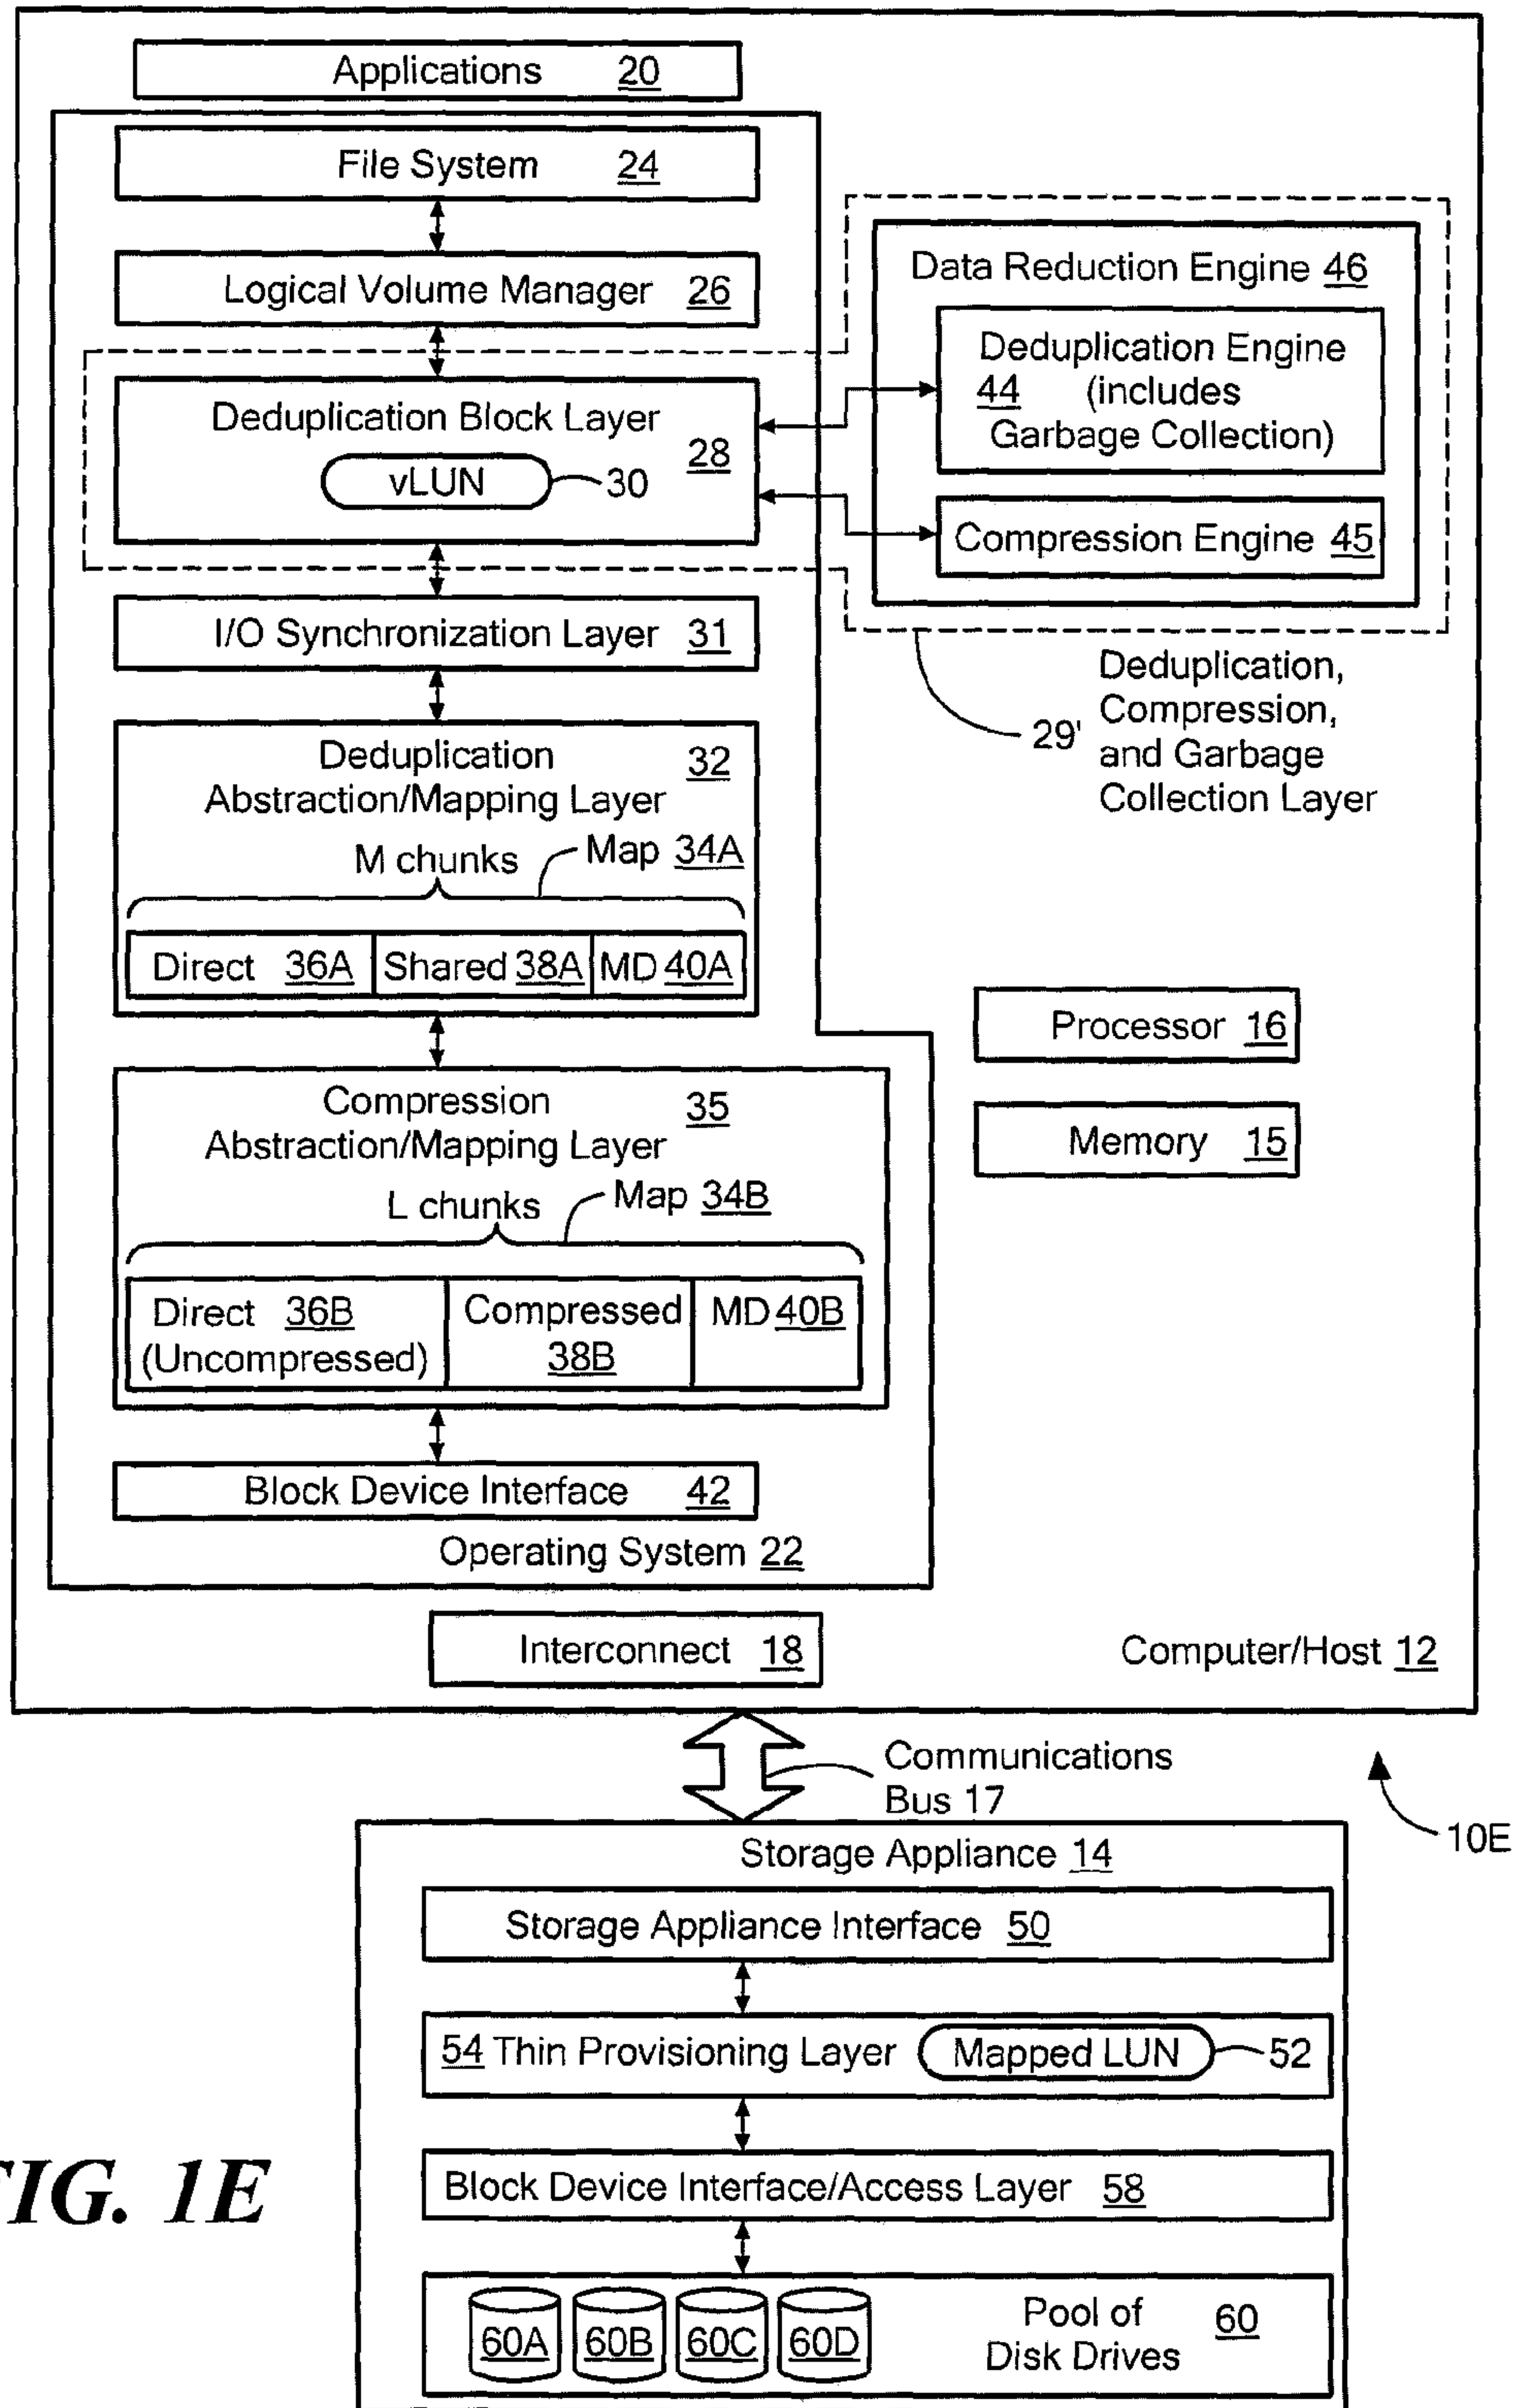 Applications 20
File System 24
Logical Volume Manager 26
Data Reduction Engine 46
Deduplication Engine
44 (includes
Garbage Collection)
Compression Engine 45
Deduplication Block Layer
28
vLUN 30
I/O Synchronization Layer 31
29'
Deduplication,
Compression,
and Garbage
Collection Layer
Deduplication 32
Abstraction/Mapping Layer
M chunks Map 34A
Direct 36A Shared 38A MD 40A
Processor 16
Memory 15
Compression 35
Abstraction/Mapping Layer
L chunks Map 34B
Direct 36B
(Uncompressed)
Compressed
38B
MD 40B
Block Device Interface 42
Operating System 22
Interconnect 18
Computer/Host 12
Communications
Bus 17
10E
Storage Appliance 14
Storage Appliance Interface 50
54 Thin Provisioning Layer Mapped LUN 52
Block Device Interface/Access Layer 58
60A 60B 60C 60D
Pool of
Disk Drives
60
FIG. 1E